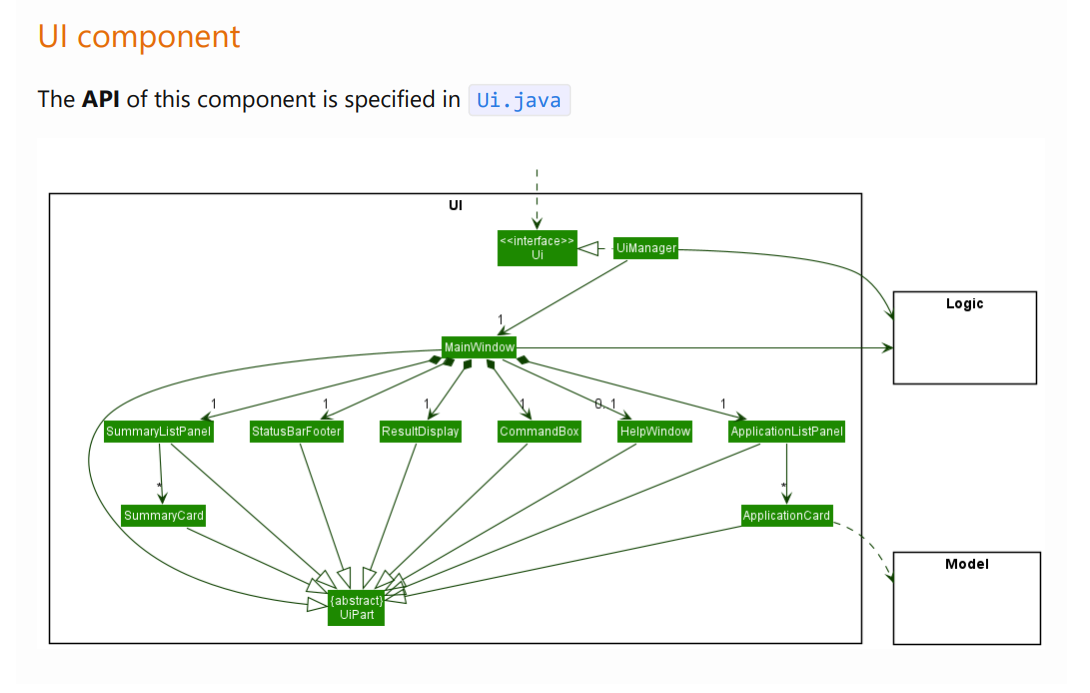 UI component
The API of this component is specified in Ui.java
UI
<<interface>>
Ui
UiManager
Logic
1
MainWindow
1
1
1
1
0..1
1
SummaryListPanel
StatusBarFooter
ResultDisplay
CommandBox
HelpWindow
ApplicationListPanel
*
*
SummaryCard
ApplicationCard
Model
{abstract}
UiPart